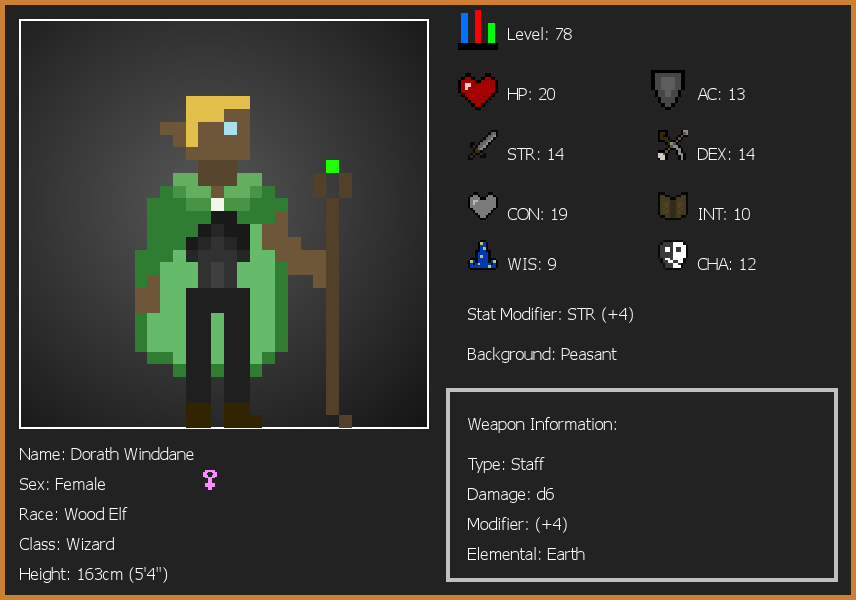 Level: 78
HP: 20
AC: 13
STR: 14
DEX: 14
CON: 19
INT: 10
WIS: 9
CHA: 12
Stat Modifier: STR (+4)
Background: Peasant
Weapon Information:
Type: Staff
Damage: d6
Modifier: (+4)
Elemental: Earth
Name: Dorath Winddane
Sex: Female
Race: Wood Elf
Class: Wizard
Height: 163cm (5'4")